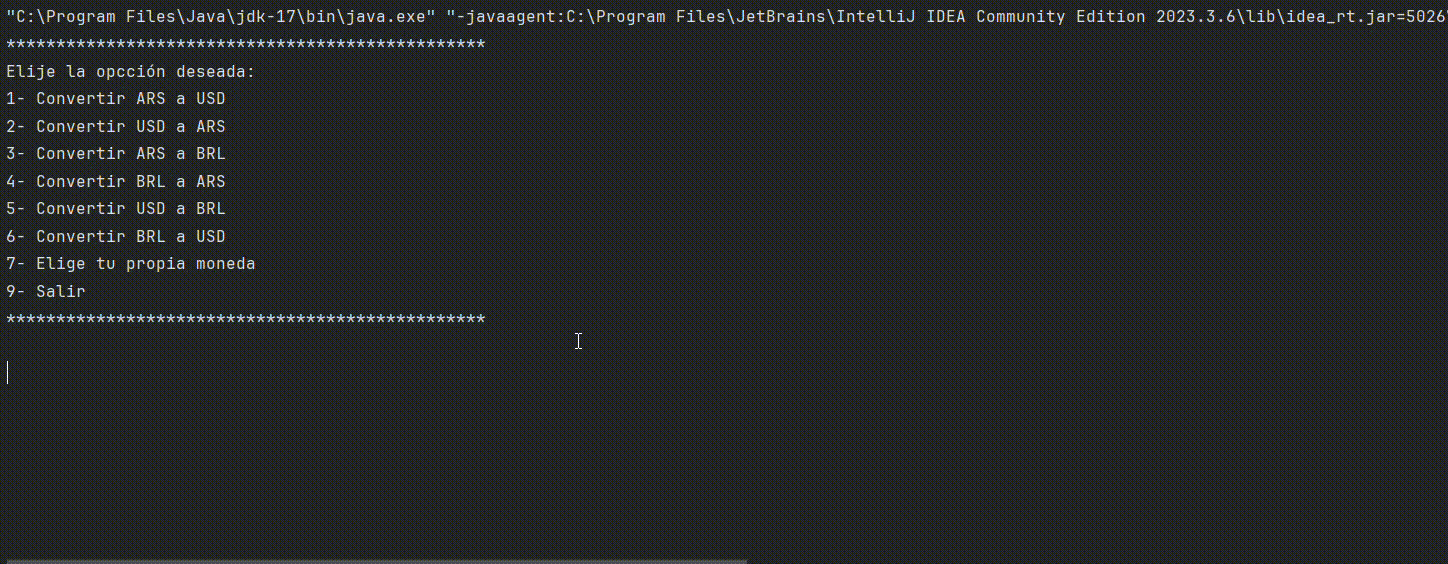 "C:\Program Files\Java\jdk-17\bin\java.exe" "-javaagent:C:\Program Files\JetBrains\IntelliJ IDEA Community Edition 2023.3.6\lib\idea_rt.jar=5026
************************************************
Elije la opcción deseada:
1- Convertir ARS a USD
2- Convertir USD a ARS
3- Convertir ARS a BRL
4- Convertir BRL a ARS
5- Convertir USD a BRL
6- Convertir BRL a USD
7- Elige tu propia moneda
9- Salir
************************************************